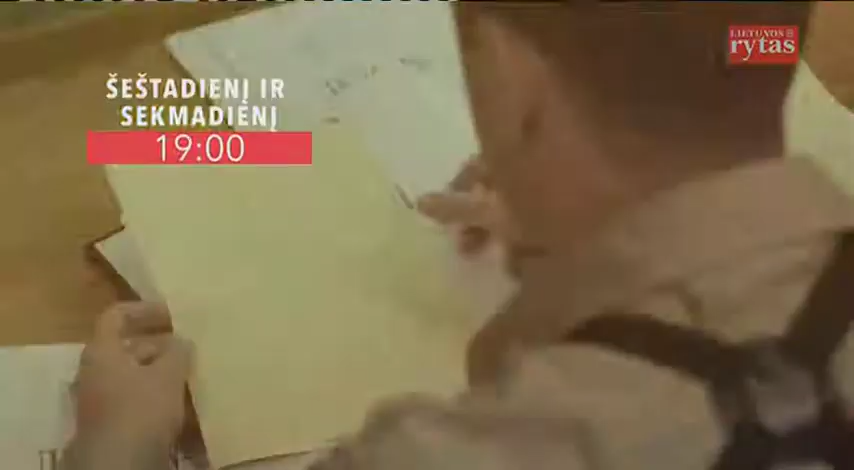 ŠEŠTADIENĮ IR
SEKMADIENĮ
19:00
LIETUVOS
rytas